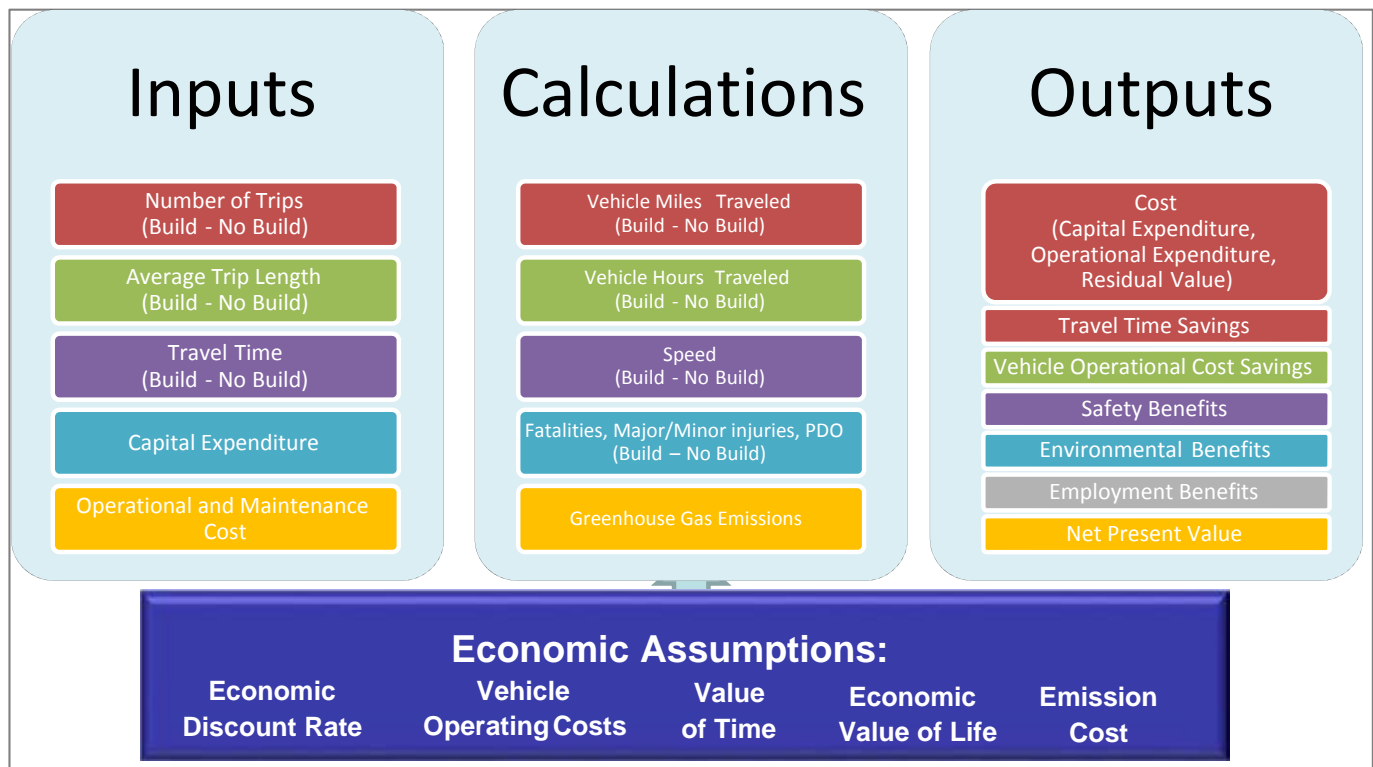 Inputs
Number of Trips
(Build - No Build)
Average Trip Length
(Build - No Build)
Travel Time
(Build - No Build)
Capital Expenditure
Operational and Maintenance
Cost
Calculations
Vehicle Miles Traveled
(Build - No Build)
Vehicle Hours Traveled
(Build - No Build)
Speed
(Build - No Build)
Fatalities, Major/Minor injuries, PDO
(Build – No Build)
Greenhouse Gas Emissions
Outputs
Cost
(Capital Expenditure,
Operational Expenditure,
Residual Value)
Travel Time Savings
Vehicle Operational Cost Savings
Safety Benefits
Environmental Benefits
Employment Benefits
Net Present Value
Economic Assumptions:
Economic
Discount Rate
Vehicle
Operating Costs
Value
of Time
Economic
Value of Life
Emission
Cost